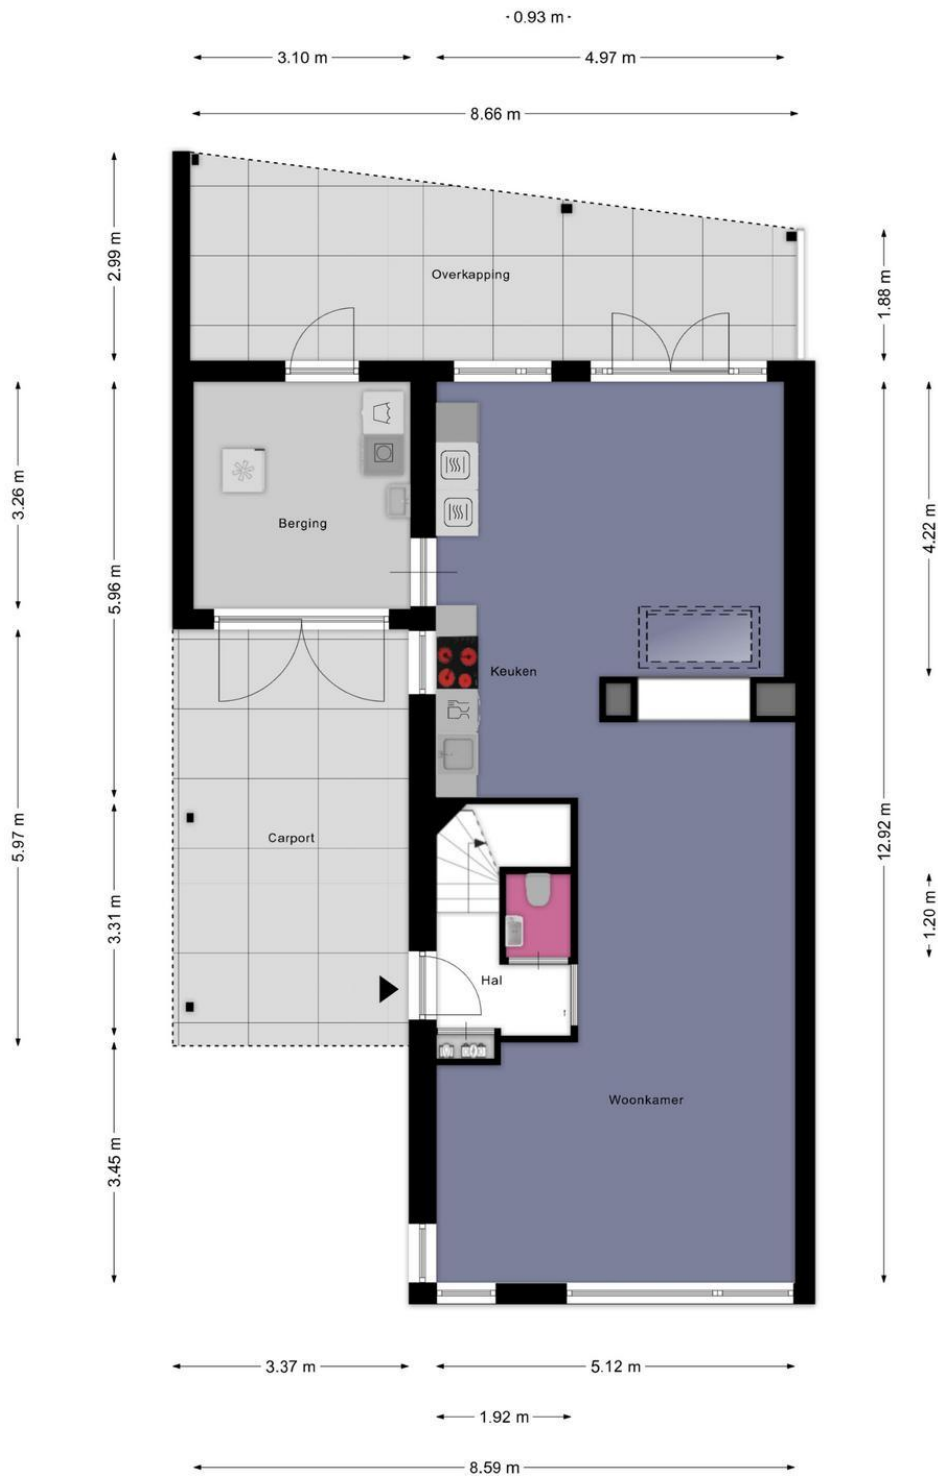 0.93 m
3.10 m
4.97 m
8.66 m
2.99 m
1.88 m
Overkapping
3.26 m
5.96 m
4.22 m
Berging
Keuken
5.97 m
Carport
12.92 m
3.31 m
1.20 m
Hal
3.45 m
Woonkamer
3.37 m
5.12 m
1.92 m
8.59 m